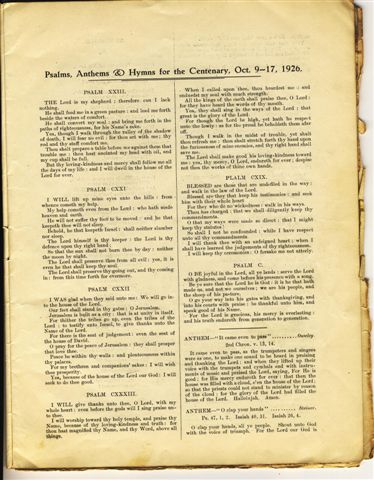 Psalms, Anthems & Hymns for the Centenary, Oct. 9—17, 1926.
PSALM XXIII.
THE Lord is my shepherd : therefore can I lack
nothing.
He shall feed me in a green pasture : and lead me forth
beside the waters of comfort.
He shall convert my soul : and bring me forth in the
paths of righteousness, for his Name's sake.
Yea, though I walk through the valley of the shadow
of death, I will fear no evil : for thou art with me ; thy
rod and thy staff comfort me.
Thou shalt prepare a table before me against them that
trouble me : thou hast anointed my head with oil, and
my cup shall be full.
But thy loving-kindness and mercy shall follow me all
the days of my life : and I will dwell in the house of the
Lord for ever.
PSALM CXXI
I WILL lift up mine eyes unto the hills : from
whence cometh my help.
My help cometh even from the Lord : who hath made
heaven and earth
He will not suffer thy foot to be moved : and he that
keepeth thee will not sleep.
Behold, he that keepeth Israel : shall neither slumber
nor sleep.
The Lord himself is thy keeper : the Lord is thy
defence upon thy right hand :
So that the sun shall not burn thee by day : neither
the moon by night.
The Lord shall preserve thee from all evil : yea, it is
even he that shall keep thy soul.
The Lord shall preserve thy going out, and thy coming
in : from this time forth for evermore.
PSALM CXXII
I WAS glad when they said unto me : We will go in-
to the house of the Lord.
Our feet shall stand in thy gates : O Jerusalem.
Jerusalem is built as a city : that is at unity in itself.
For thither the tribes go up, even the tribes of the
Lord : to testify unto Israel, to give thanks unto the
Name of the Lord.
For there is the seat of judgement : even the seat of
the house of David.
O pray for the peace of Jerusalem : they shall prosper
that love thee.
Peace be within thy walls : and plenteousness within
thy palaces.
For my brethren and companions' sakes : I will wish
thee prosperity.
Yea, because of the house of the Lord our God : I will
seek to do thee good.
PSALM CXXXVIII.
I WILL give thanks unto thee, O Lord, with my
whole heart : even before the gods will I sing praise un-
to thee.
I will worship toward thy holy temple, and praise thy
Name, because of thy loving-kindness and truth : for
thou hast magnified thy Name, and thy Word, above all
things.
When I called upon thee, thou heardest me : and
enduedst my soul with much strength.
All the kings of the earth shall praise thee, O Lord :
for they have heard the words of thy mouth.
Yea, they shall sing in the ways of the Lord : that
great is the glory of the Lord.
For though the Lord be high, yet hath he respect
unto the lowly : as for the proud he beholdeth them afar
off.
Though I walk in the midst of trouble, yet shalt
thou refresh me : thou shalt stretch forth thy hand upon
the furiousness of mine enemies, and thy right hand shall
save me.
The Lord shall make good his loving-kindness toward
me : yea, thy mercy, O Lord, endureth for ever ; despise
not then the works of thine own hands.
PSALM CXIX.
BLESSED are those that are undefiled in the way :
and walk in the law of the Lord.
Blessed are they that keep his testimonies : and seek
him with their whole heart
For they who do no wickedness : walk in his ways.
Thou hast charged : that we shall diligently keep thy
commandments.
O that my ways were made so direct : that I might
keep thy statutes!
So shall I not be confounded : while I have respect
unto all thy commandments
I will thank thee with an unfeigned heart : when I
shall have learned the judgements of thy righteousness.
I will keep thy ceremonies : O forsake me not utterly.
PSALM C.
O BE joyful in the Lord, all ye lands : serve the Lord
with gladness, and come before his presence with a song.
Be ye sure that the Lord he is God : it is he that hath
made us, and not we ourselves ; we are his people, and
the sheep of his pasture.
O go your way into his gates with thanksgiving, and
into his courts with praise : be thankful unto him, and
speak good of his Name.
For the Lord is gracious, his mercy is everlasting :
and his truth endureth from generation to generation.
ANTHEM—"It came even to pass" .......... Ouseley
2nd Chron. v. 13, 14.
It came even to pass, as the trumpeters and singers
were as one, to make one sound to be heard in praising
and thanking the Lord : and when they lifted up their
voice with the trumpets and cymbals and with instru-
ments of music and praised the Lord, saying, For He is
good ; for His mercy endureth for ever : that then the
house was filled with a cloud, e'en the house of the Lord;
so that the priests could not stand to minister by reason
of the cloud : for the glory of the Lord had filled the
house of the Lord. Hallelujah. Amen.
ANTHEM—"O clap your hands" .......... Stainer.
Ps. 47, 1, 2. Isaiah 40, 31. Isaiah 26, 4.
O clap your hands, all ye people. Shout unto God
with the voice of triumph. For the Lord our God is